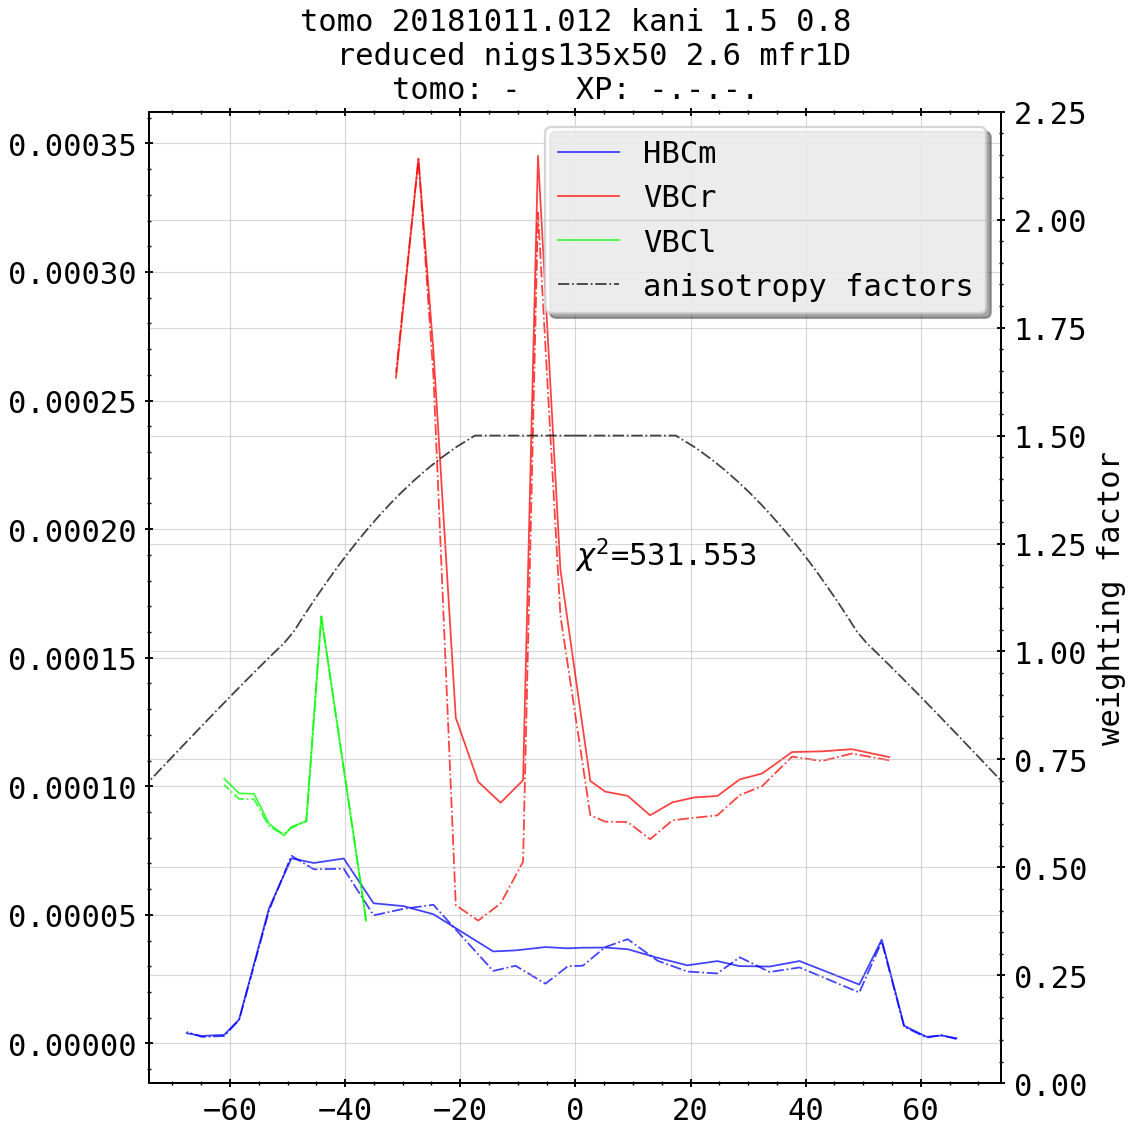 tomo 20181011.012 kani 1.5 0.8
reduced nigs135x50 2.6 mfr1D
tomo: -   XP: -.-.-.
HBCm
VBCr
VBCl
anisotropy factors
χ²=531.553
0.00035
0.00030
0.00025
0.00020
0.00015
0.00010
0.00005
0.00000
2.25
2.00
1.75
1.50
1.25
1.00
0.75
0.50
0.25
0.00
weighting factor
−60
−40
−20
0
20
40
60